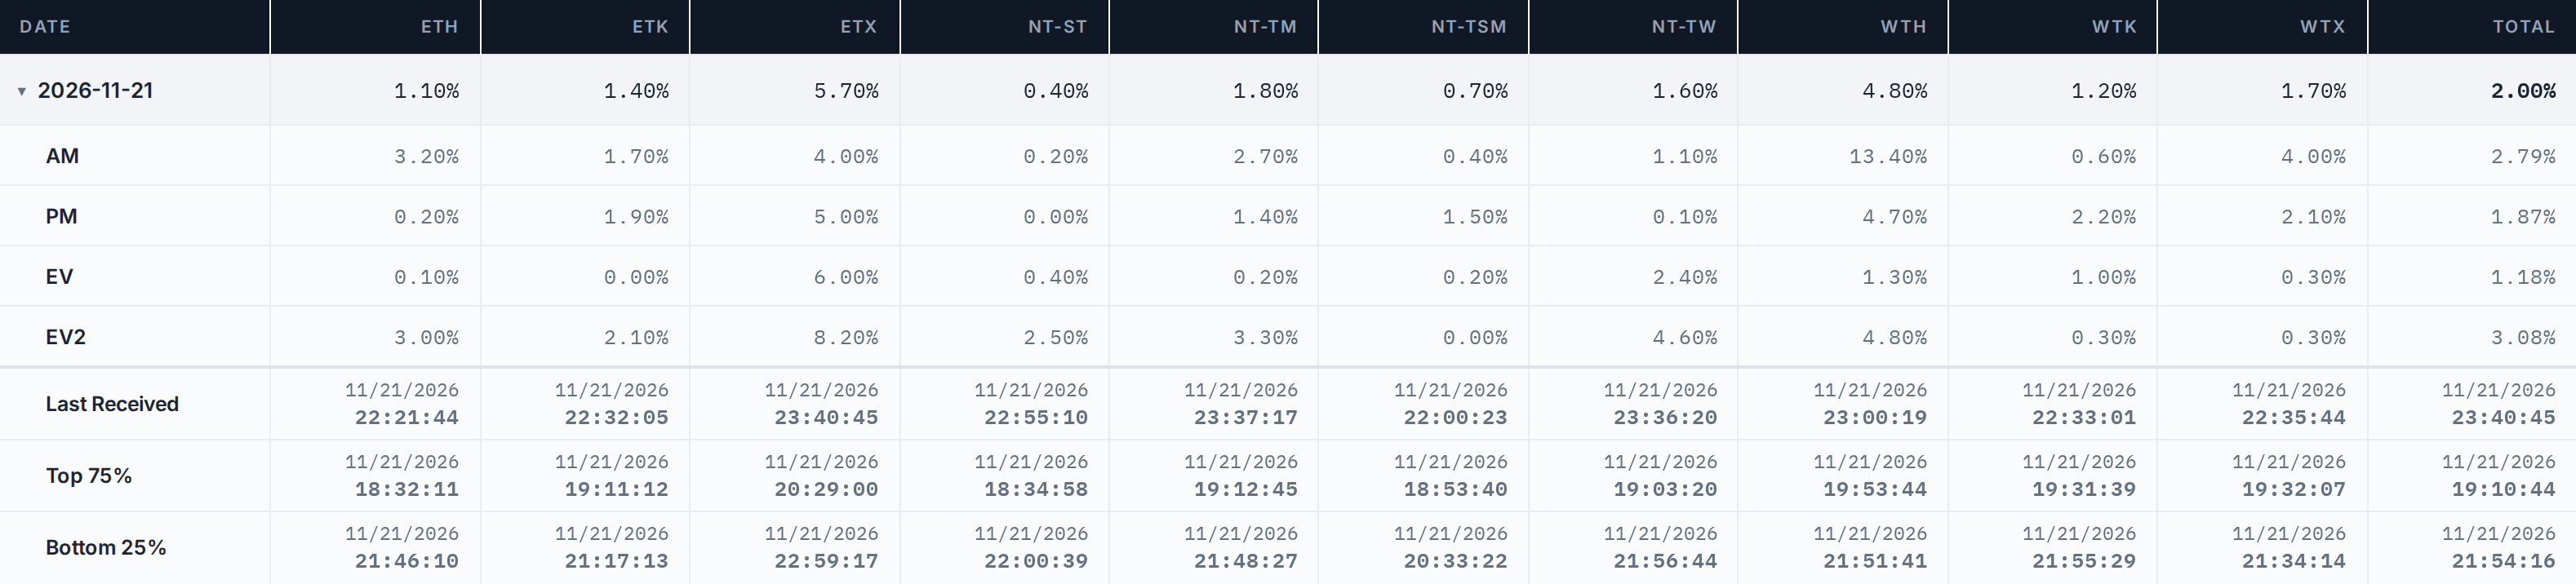 DATE ETH ETK ETX NT-ST NT-TM NT-TSM NT-TW WTH WTK WTX TOTAL
▼ 2026-11-21 1.10% 1.40% 5.70% 0.40% 1.80% 0.70% 1.60% 4.80% 1.20% 1.70% 2.00%
AM 3.20% 1.70% 4.00% 0.20% 2.70% 0.40% 1.10% 13.40% 0.60% 4.00% 2.79%
PM 0.20% 1.90% 5.00% 0.00% 1.40% 1.50% 0.10% 4.70% 2.20% 2.10% 1.87%
EV 0.10% 0.00% 6.00% 0.40% 0.20% 0.20% 2.40% 1.30% 1.00% 0.30% 1.18%
EV2 3.00% 2.10% 8.20% 2.50% 3.30% 0.00% 4.60% 4.80% 0.30% 0.30% 3.08%
11/21/2026 11/21/2026 11/21/2026 11/21/2026 11/21/2026 11/21/2026 11/21/2026 11/21/2026 11/21/2026 11/21/2026 11/21/2026
Last Received
22:21:44 22:32:05 23:40:45 22:55:10 23:37:17 22:00:23 23:36:20 23:00:19 22:33:01 22:35:44 23:40:45
11/21/2026 11/21/2026 11/21/2026 11/21/2026 11/21/2026 11/21/2026 11/21/2026 11/21/2026 11/21/2026 11/21/2026 11/21/2026
Top 75%
18:32:11 19:11:12 20:29:00 18:34:58 19:12:45 18:53:40 19:03:20 19:53:44 19:31:39 19:32:07 19:10:44
11/21/2026 11/21/2026 11/21/2026 11/21/2026 11/21/2026 11/21/2026 11/21/2026 11/21/2026 11/21/2026 11/21/2026 11/21/2026
Bottom 25%
21:46:10 21:17:13 22:59:17 22:00:39 21:48:27 20:33:22 21:56:44 21:51:41 21:55:29 21:34:14 21:54:16